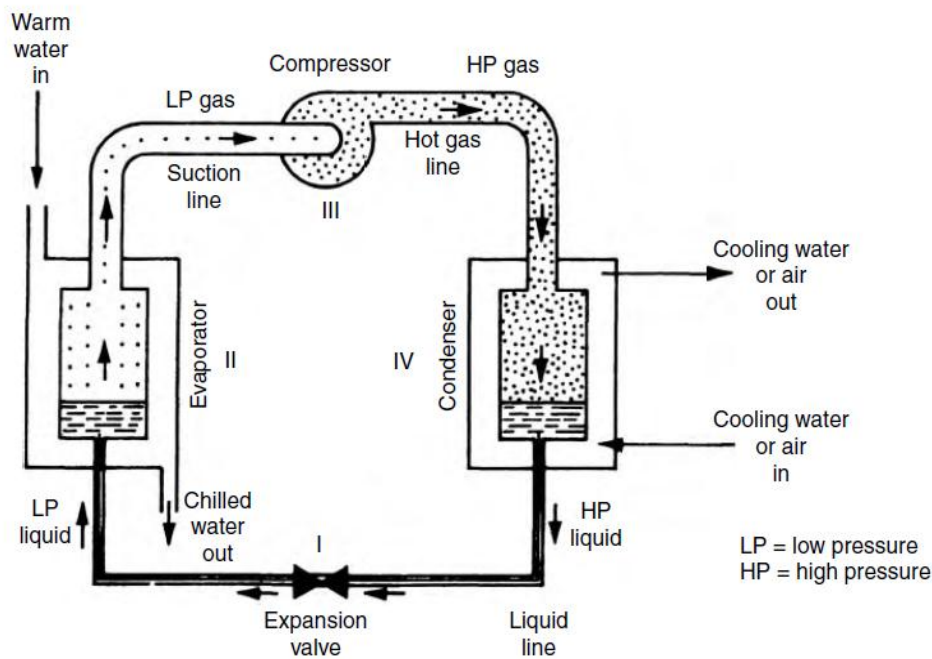 Warm
water
in
Compressor
HP gas
LP gas
Suction
line
Hot gas
line
III
Cooling water
or air
out
Evaporator
II
IV
Condenser
Cooling water
or air
in
LP
liquid
Chilled
water
out
I
HP
liquid
LP = low pressure
HP = high pressure
Expansion
valve
Liquid
line